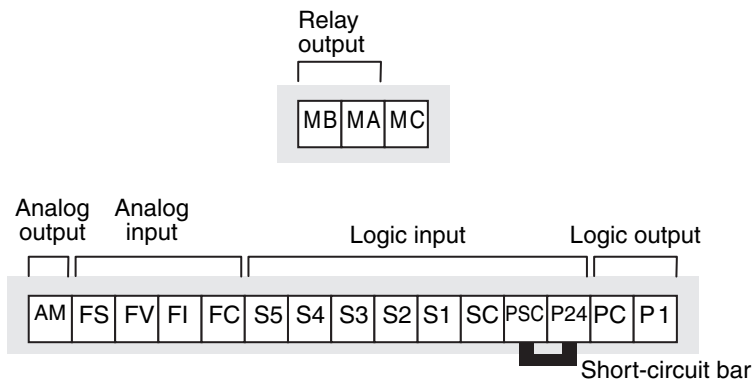 Relay
output
MB MA MC
Analog
output
Analog
input
Logic input
Logic output
AM FS FV FI FC S5 S4 S3 S2 S1 SC PSC P24 PC P1
Short-circuit bar